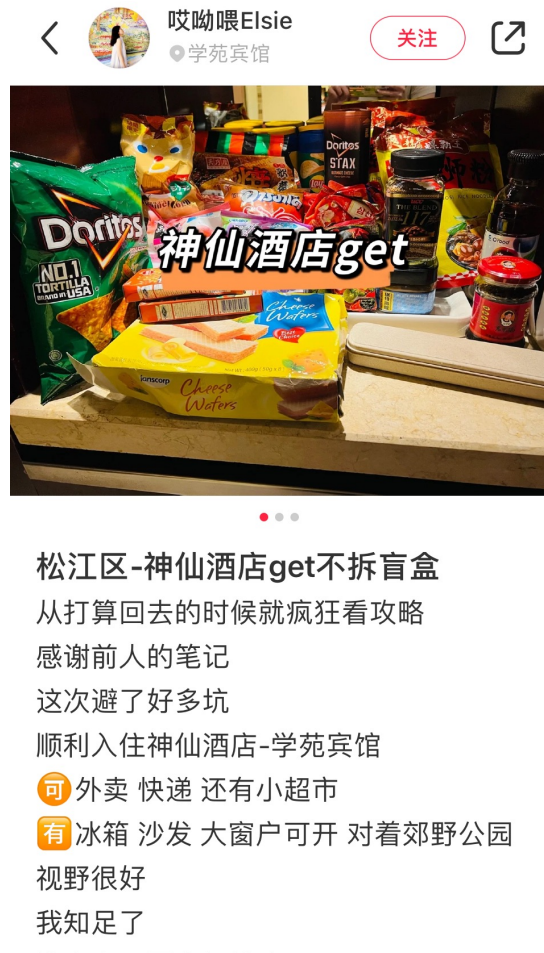 哎呦喂Elsie
学苑宾馆
关注
Doritos
NO.1
TORTILLA
BRAND in USA
Doritos
STAX
神仙酒店get
Cheese
Wafers
Cheese
Wafers
松江区-神仙酒店get不拆盲盒
从打算回去的时候就疯狂看攻略
感谢前人的笔记
这次避了好多坑
顺利入住神仙酒店-学苑宾馆
🉑外卖 快递 还有小超市
🈶冰箱 沙发 大窗户可开 对着郊野公园
视野很好
我知足了